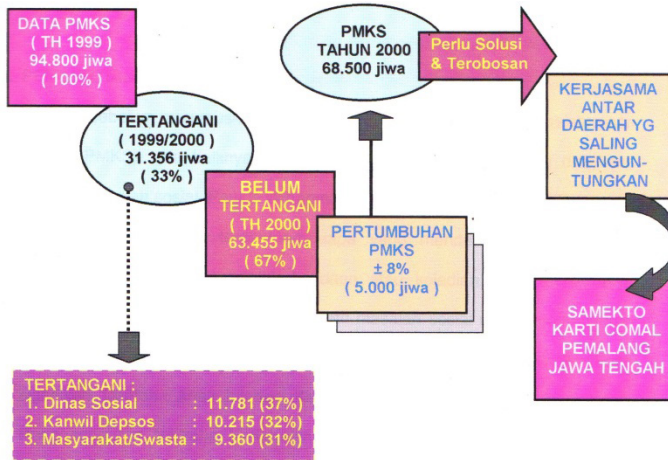 DATA PMKS
( TH 1999)
94.800 jiwa
( 100% )
TERTANGANI
( 1999/2000 )
31.356 jiwa
( 33% )
BELUM
TERTANGANI
( TH 2000 )
63.455 jiwa
( 67% )
PERTUMBUHAN
PMKS
± 8%
( 5.000 jiwa )
PMKS
TAHUN 2000
68.500 jiwa
Perlu Solusi
& Terobosan
KERJASAMA
ANTAR
DAERAH YG
SALING
MENGUN-
TUNGKAN
SAMEKTO
KARTI COMAL
PEMALANG
JAWA TENGAH
TERTANGANI :
1. Dinas Sosial : 11.781 (37%)
2. Kanwil Depsos : 10.215 (32%)
3. Masyarakat/Swasta : 9.360 (31%)